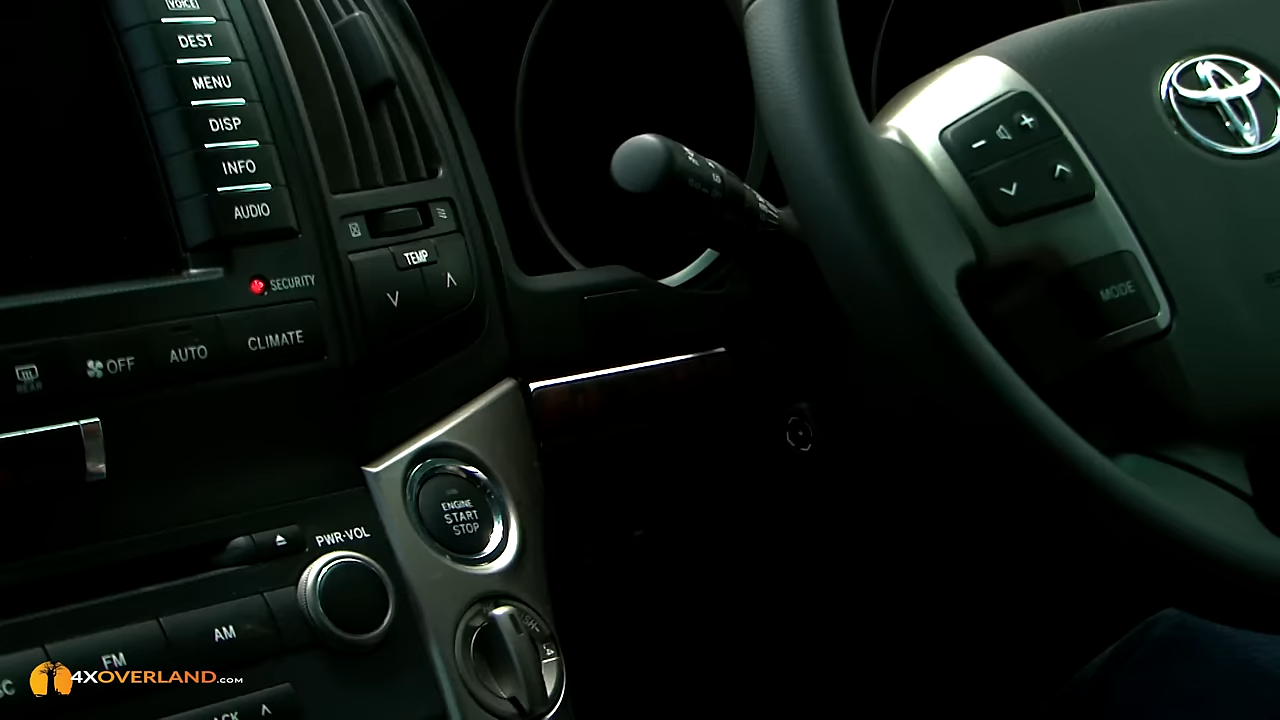 VOICE
DEST
MENU
DISP
INFO
AUDIO
SECURITY
TEMP
REAR
OFF
AUTO
CLIMATE
MODE
ENGINE
START
STOP
PWR·VOL
AM
FM
4XOVERLAND.COM